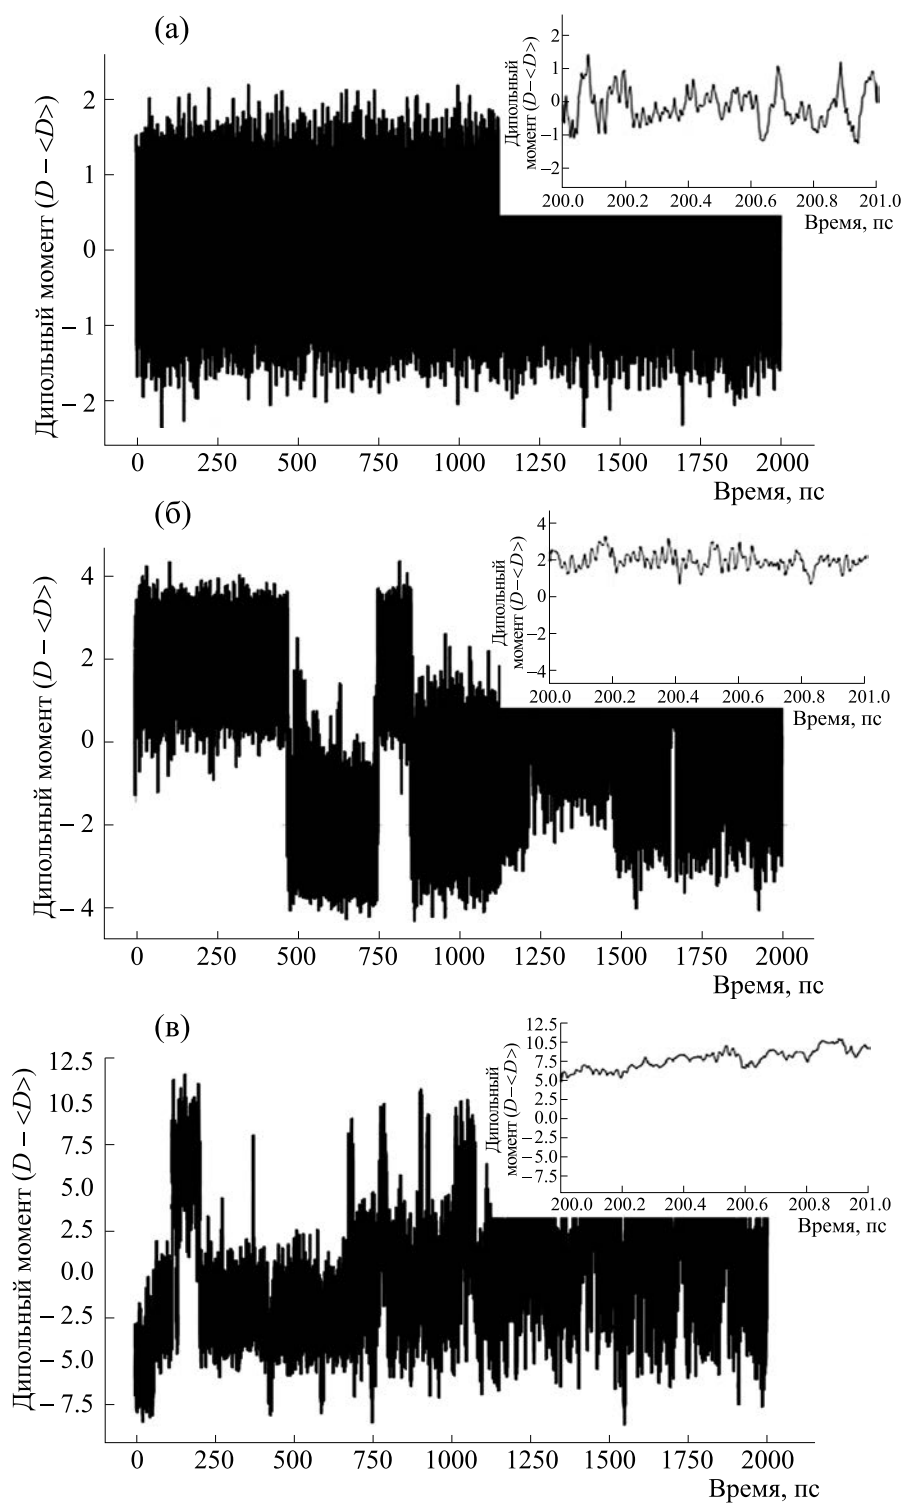 (а)
Дипольный момент (D – <D>)
2
1
0
– 1
– 2
0 250 500 750 1000 1250 1500 1750 2000
Время, пс
Дипольный
момент (D–<D>)
2
1
0
–1
–2
200.0 200.2 200.4 200.6 200.8 201.0
Время, пс
(б)
Дипольный момент (D – <D>)
4
2
0
– 2
– 4
0 250 500 750 1000 1250 1500 1750 2000
Время, пс
Дипольный
момент (D–<D>)
4
2
0
–2
–4
200.0 200.2 200.4 200.6 200.8 201.0
Время, пс
(в)
Дипольный момент (D – <D>)
12.5
10.5
7.5
5.0
2.5
0.0
– 2.5
– 5.0
– 7.5
0 250 500 750 1000 1250 1500 1750 2000
Время, пс
Дипольный
момент (D–<D>)
12.5
10.5
7.5
5.0
2.5
0.0
–2.5
–5.0
–7.5
200.0 200.2 200.4 200.6 200.8 201.0
Время, пс